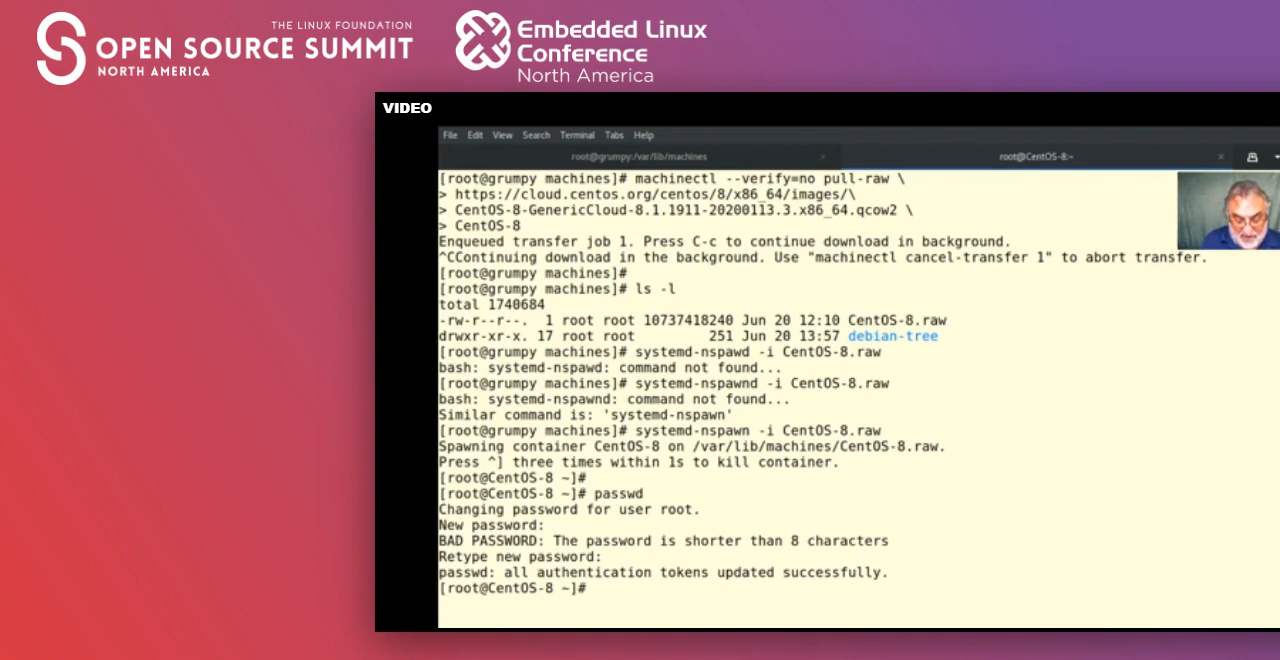 THE LINUX FOUNDATION
OPEN SOURCE SUMMIT
NORTH AMERICA
Embedded Linux
Conference
North America
VIDEO
File Edit View Search Terminal Tabs Help
root@grumpy:/var/lib/machines × root@CentOS-8:~ ×
[root@grumpy machines]# machinectl --verify=no pull-raw \
> https://cloud.centos.org/centos/8/x86_64/images/\
> CentOS-8-GenericCloud-8.1.1911-20200113.3.x86_64.qcow2 \
> CentOS-8
Enqueued transfer job 1. Press C-c to continue download in background.
^CContinuing download in the background. Use "machinectl cancel-transfer 1" to abort transfer.
[root@grumpy machines]#
[root@grumpy machines]# ls -l
total 1740684
-rw-r--r--. 1 root root 10737418240 Jun 20 12:10 CentOS-8.raw
drwxr-xr-x. 17 root root 251 Jun 20 13:57 debian-tree
[root@grumpy machines]# systemd-nspawd -i CentOS-8.raw
bash: systemd-nspawd: command not found...
[root@grumpy machines]# systemd-nspawnd -i CentOS-8.raw
bash: systemd-nspawnd: command not found...
Similar command is: 'systemd-nspawn'
[root@grumpy machines]# systemd-nspawn -i CentOS-8.raw
Spawning container CentOS-8 on /var/lib/machines/CentOS-8.raw.
Press ^] three times within 1s to kill container.
[root@CentOS-8 ~]#
[root@CentOS-8 ~]# passwd
Changing password for user root.
New password:
BAD PASSWORD: The password is shorter than 8 characters
Retype new password:
passwd: all authentication tokens updated successfully.
[root@CentOS-8 ~]#